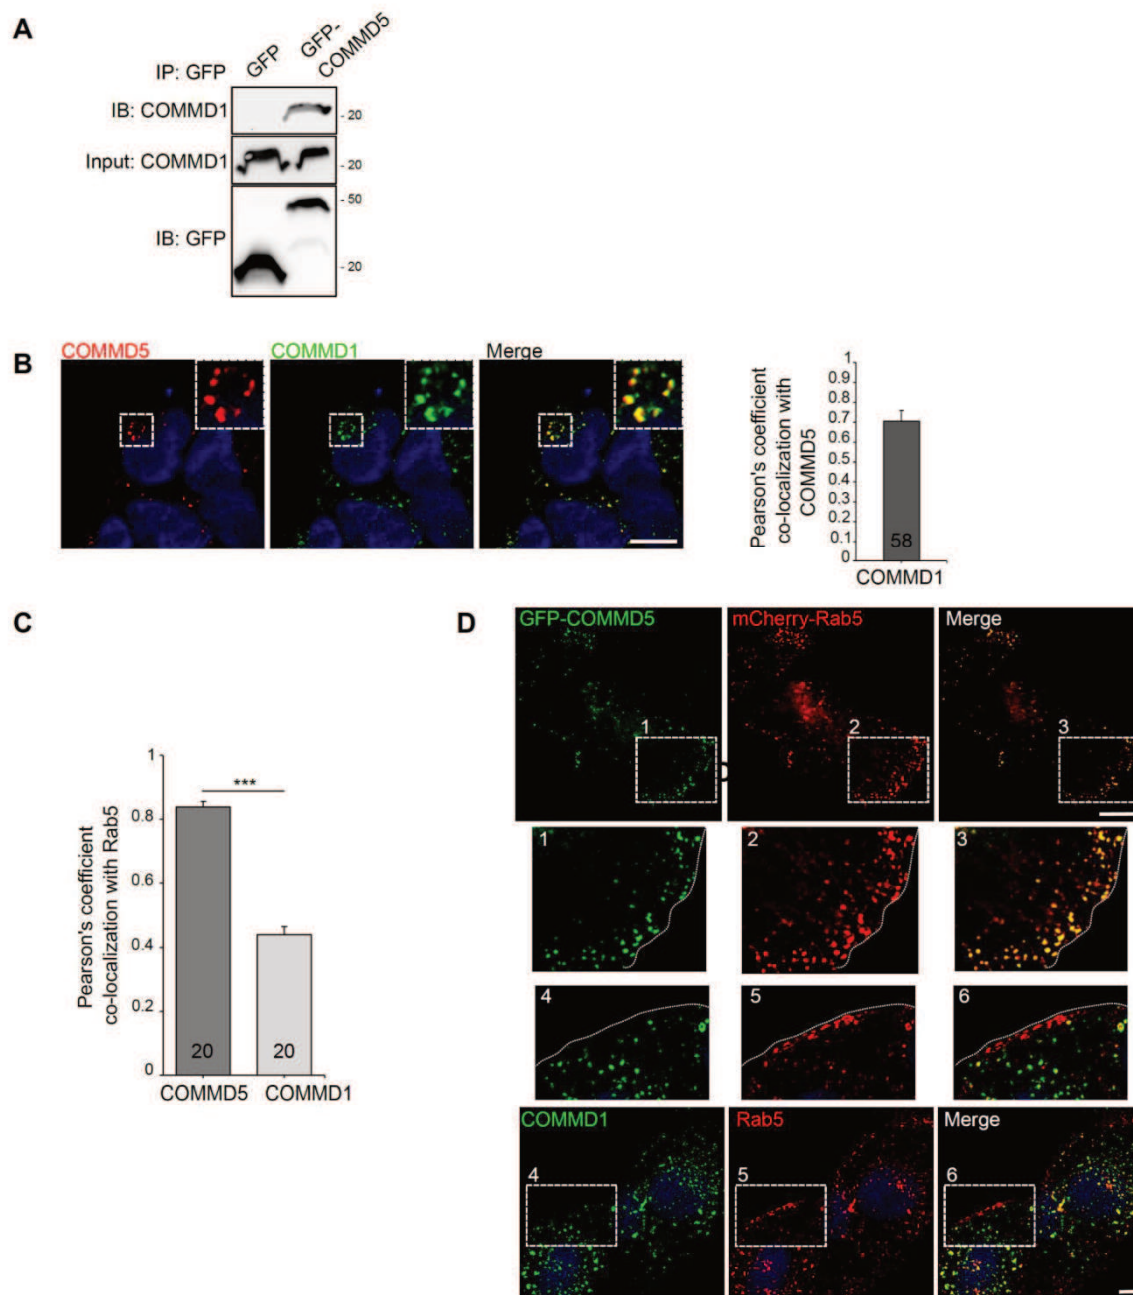 A
IP: GFP
GFP
GFP-
COMMD5
IB: COMMD1
- 20
Input: COMMD1
- 20
IB: GFP
- 50
- 20
B
COMMD5
COMMD1
Merge
Pearson's coefficient
co-localization with
COMMD5
1
0.9
0.8
0.7
0.6
0.5
0.4
0.3
0.2
0.1
0
58
COMMD1
C
Pearson's coefficient
co-localization with Rab5
1
0.8
0.6
0.4
0.2
0
***
20
20
COMMD5
COMMD1
D
GFP-COMMD5
mCherry-Rab5
Merge
1
2
3
1
2
3
4
5
6
COMMD1
Rab5
Merge
4
5
6